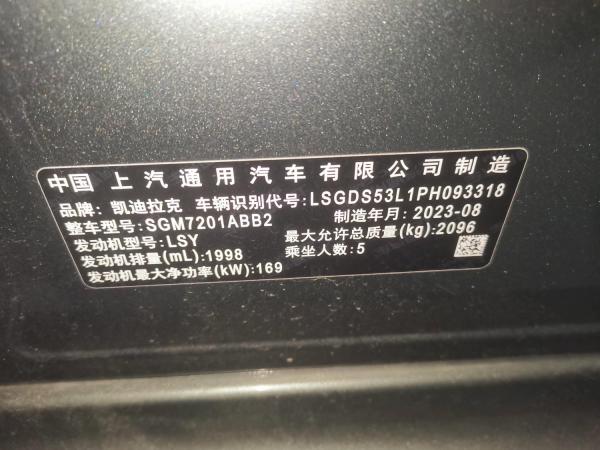 中国 上汽通用汽车有限公司制造
品牌: 凯迪拉克 车辆识别代号:LSGDS53L1PH093318
整车型号:SGM7201ABB2 制造年月:2023-08
发动机型号:LSY 最大允许总质量(kg):2096
发动机排量(mL):1998 乘坐人数:5
发动机最大净功率(kW):169